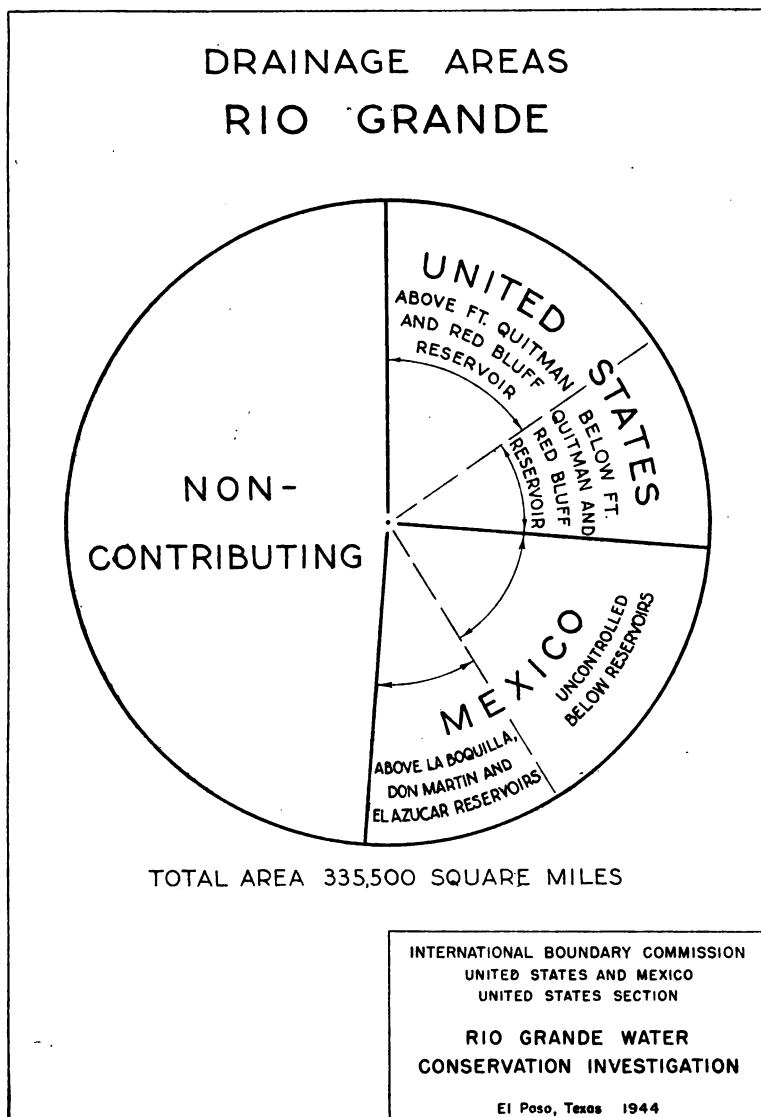 DRAINAGE AREAS
RIO GRANDE
UNITED STATES
ABOVE FT. QUITMAN
AND RED BLUFF
RESERVOIR
BELOW FT.
QUITMAN AND
RED BLUFF
RESERVOIR
NON-
CONTRIBUTING
MEXICO
UNCONTROLLED
BELOW RESERVOIRS
ABOVE LA BOQUILLA,
DON MARTIN AND
EL AZUCAR RESERVOIRS
TOTAL AREA 335,500 SQUARE MILES
INTERNATIONAL BOUNDARY COMMISSION
UNITED STATES AND MEXICO
UNITED STATES SECTION
RIO GRANDE WATER
CONSERVATION INVESTIGATION
El Paso, Texas 1944